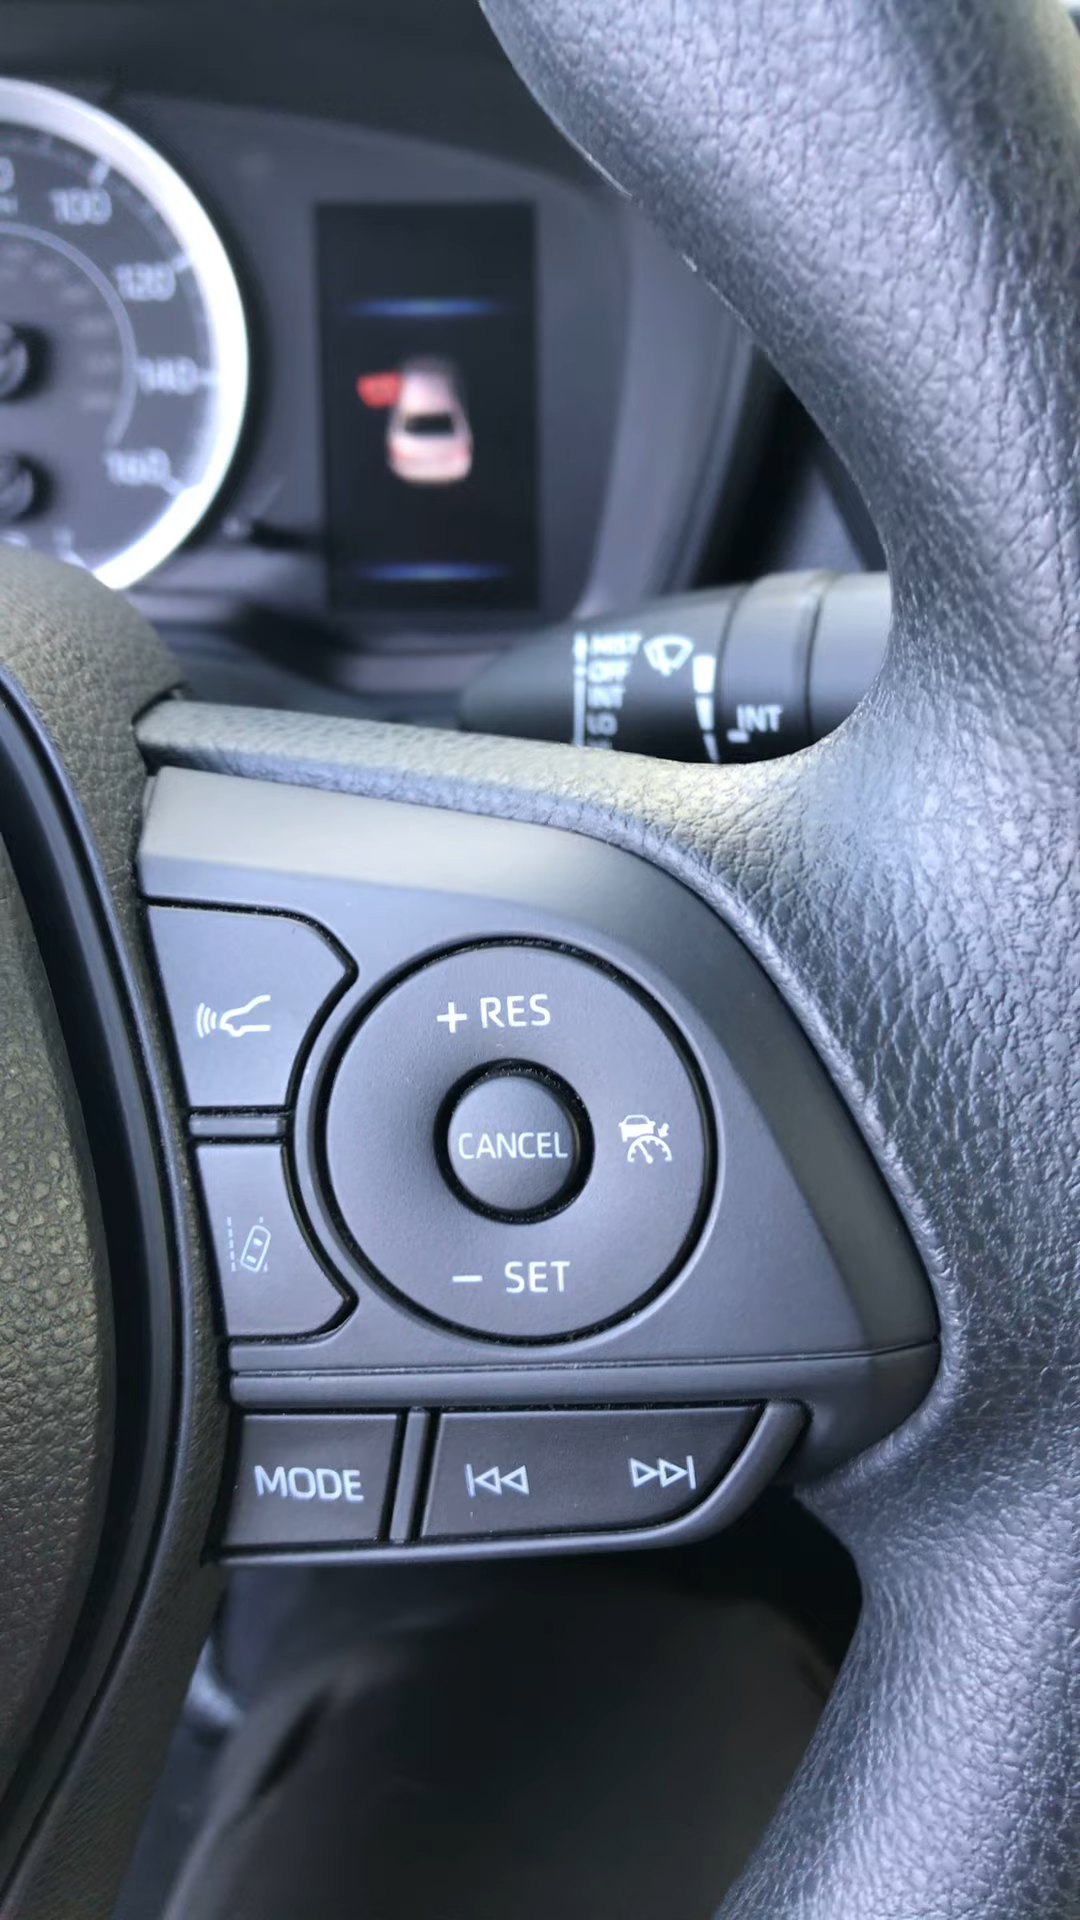 100
120
140
160
MIST
OFF
INT
LO
INT
+ RES
CANCEL
− SET
MODE